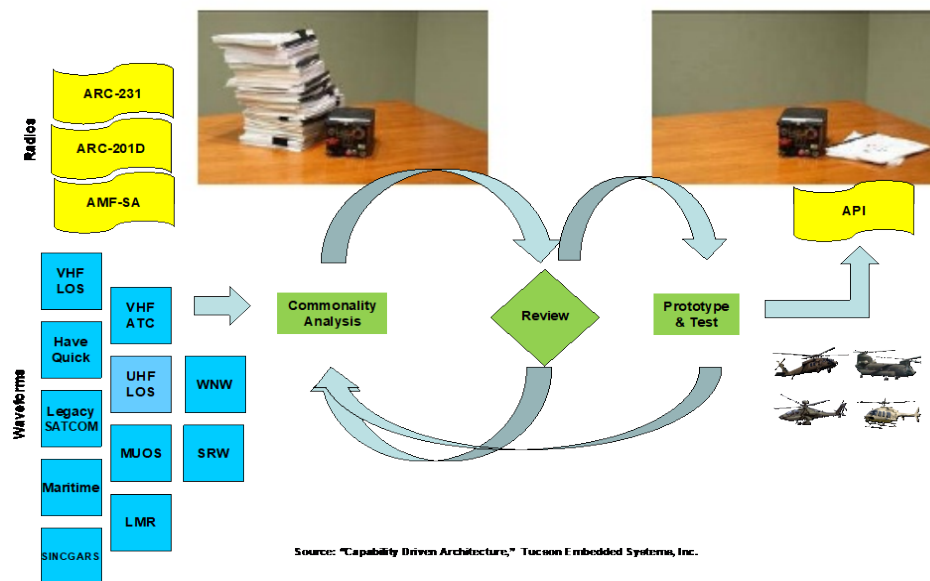 Radios
ARC-231
ARC-201D
AMF-SA
API
Waveforms
VHF
LOS
Have
Quick
Legacy
SATCOM
Maritime
SINCGARS
VHF
ATC
UHF
LOS
MUOS
LMR
WNW
SRW
Commonality
Analysis
Review
Prototype
& Test
Source: "Capability Driven Architecture," Tucson Embedded Systems, Inc.